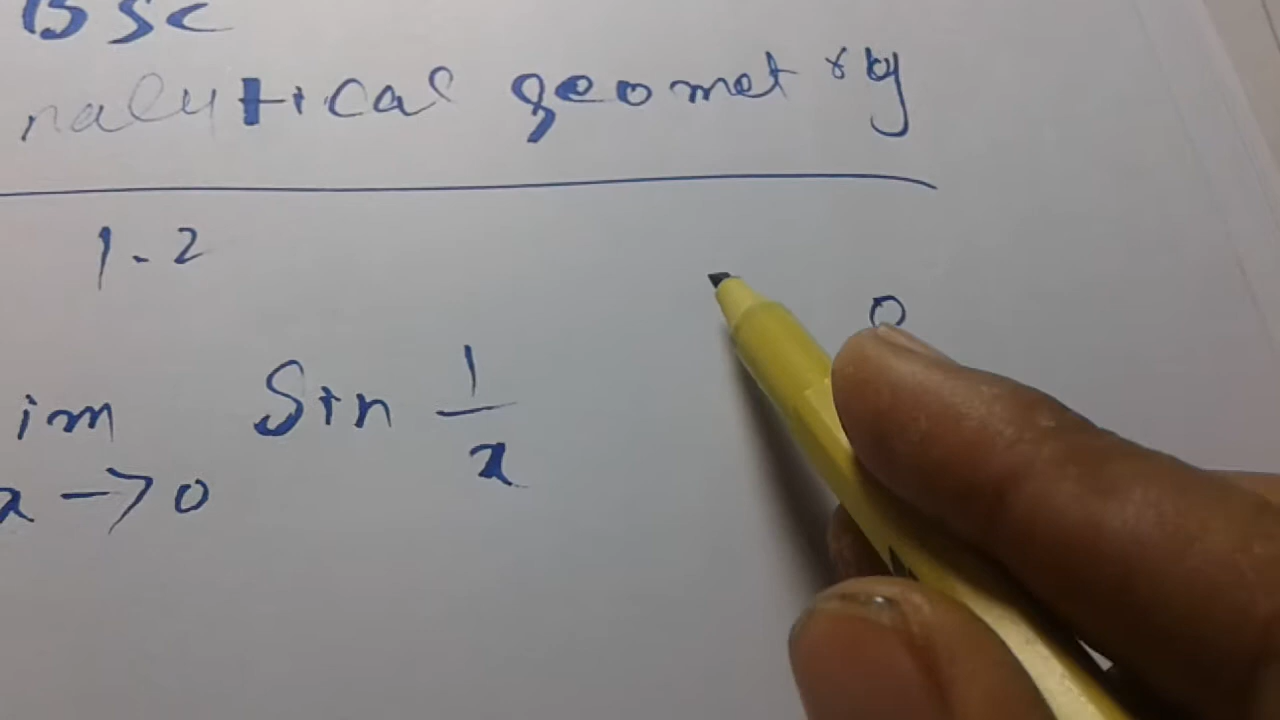 BSC
nalytical geometry
1-2
0
im Sin 1/x
x → 0